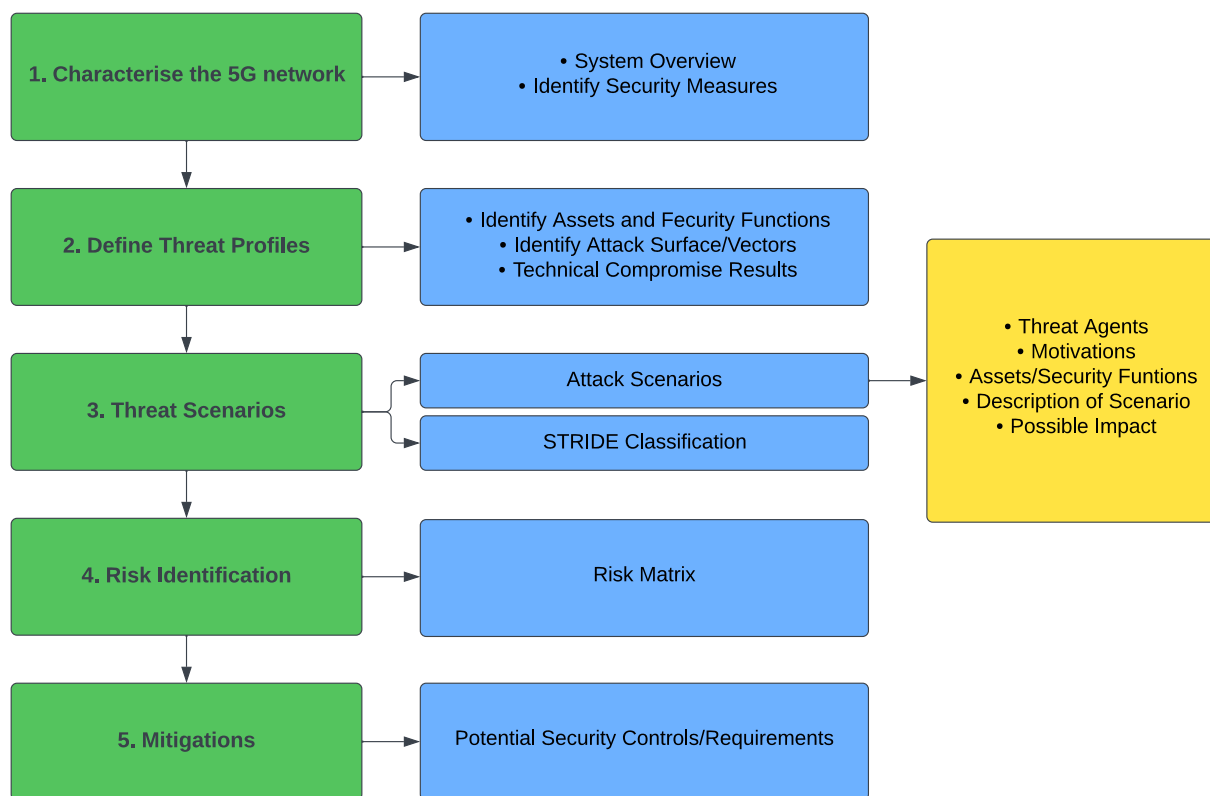 1. Characterise the 5G network
• System Overview
• Identify Security Measures
2. Define Threat Profiles
• Identify Assets and Fecurity Functions
• Identify Attack Surface/Vectors
• Technical Compromise Results
3. Threat Scenarios
Attack Scenarios
STRIDE Classification
• Threat Agents
• Motivations
• Assets/Security Funtions
• Description of Scenario
• Possible Impact
4. Risk Identification
Risk Matrix
5. Mitigations
Potential Security Controls/Requirements